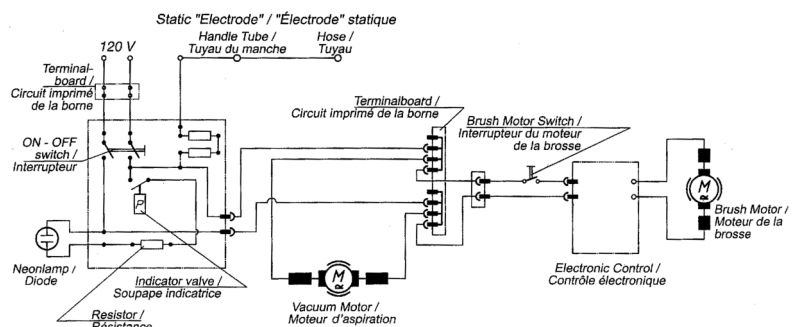 Static "Electrode" / "Électrode" statique
Handle Tube /
Tuyau du manche
Hose /
Tuyau
120 V
Terminal-
board /
Circuit imprimé
de la borne
Terminalboard /
Circuit imprimé de la borne
Brush Motor Switch /
Interrupteur du moteur
de la brosse
ON - OFF
switch /
Interrupteur
P
M
Brush Motor /
Moteur de la
brosse
Neonlamp /
Diode
Indicator valve /
Soupape indicatrice
M
Electronic Control /
Contrôle électronique
Vacuum Motor /
Moteur d'aspiration
Resistor /
Résistance